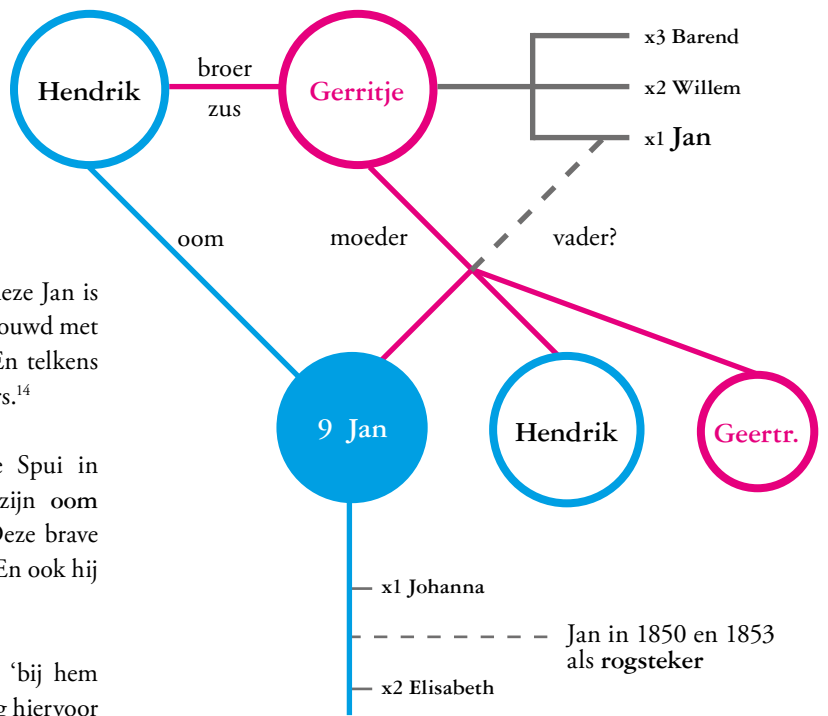 Hendrik
broer
zus
Gerritje
x3 Barend
x2 Willem
x1 Jan
oom
moeder
vader?
eze Jan is
ouwd met
En telkens
rs.14
9 Jan
Hendrik
Geertr.
e Spui in
zijn oom
Deze brave
En ook hij
x1 Johanna
Jan in 1850 en 1853
als rogsteker
x2 Elisabeth
‘bij hem
g hiervoor